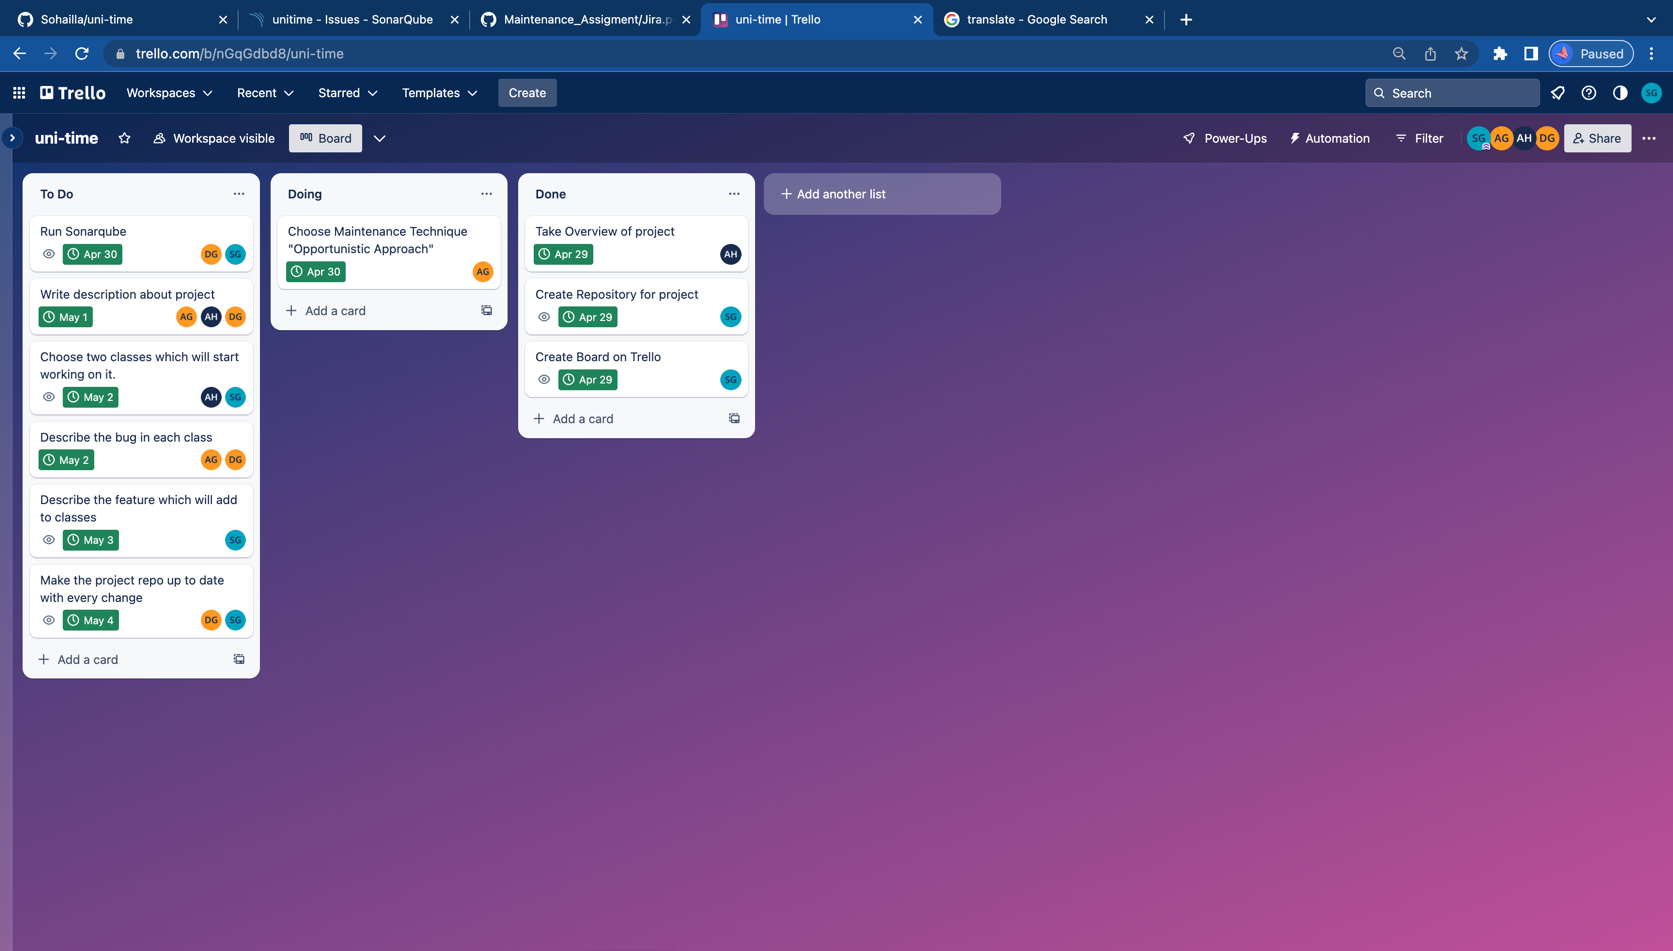 Sohailla/uni-time
unitime - Issues - SonarQube
Maintenance_Assigment/Jira.p
uni-time | Trello
translate - Google Search
trello.com/b/nGqGdbd8/uni-time
Paused
Trello
Workspaces
Recent
Starred
Templates
Create
Search
SG
uni-time
Workspace visible
Board
Power-Ups
Automation
Filter
SG AG AH DG
Share
To Do
Run Sonarqube
Apr 30
DG SG
Write description about project
May 1
AG AH DG
Choose two classes which will start
working on it.
May 2
AH SG
Describe the bug in each class
May 2
AG DG
Describe the feature which will add
to classes
May 3
SG
Make the project repo up to date
with every change
May 4
DG SG
Add a card
Doing
Choose Maintenance Technique
"Opportunistic Approach"
Apr 30
AG
Add a card
Done
Take Overview of project
Apr 29
AH
Create Repository for project
Apr 29
SG
Create Board on Trello
Apr 29
SG
Add a card
Add another list